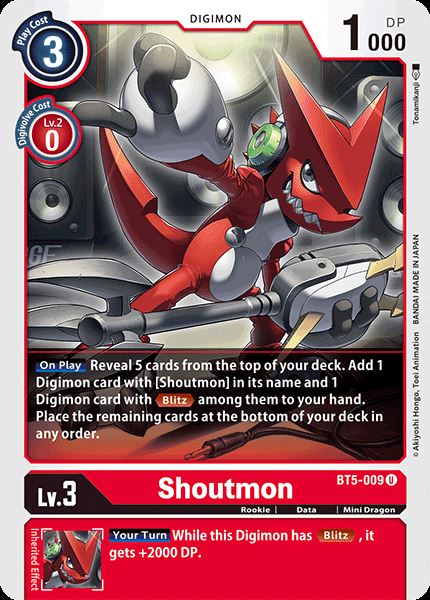 Play Cost
3
DIGIMON
1000
DP
Digivolve Cost
Lv.2
0
Tonamikanji
GE
On Play Reveal 5 cards from the top of your deck. Add 1
Digimon card with [Shoutmon] in its name and 1
Digimon card with Blitz among them to your hand.
Place the remaining cards at the bottom of your deck in
any order.
©Akiyoshi Hongo, Toei Animation BANDAI MADE IN JAPAN
BT5-009 U
Lv.3
Shoutmon
Rookie | Data | Mini Dragon
Inherited Effect
Your Turn While this Digimon has Blitz , it
gets +2000 DP.